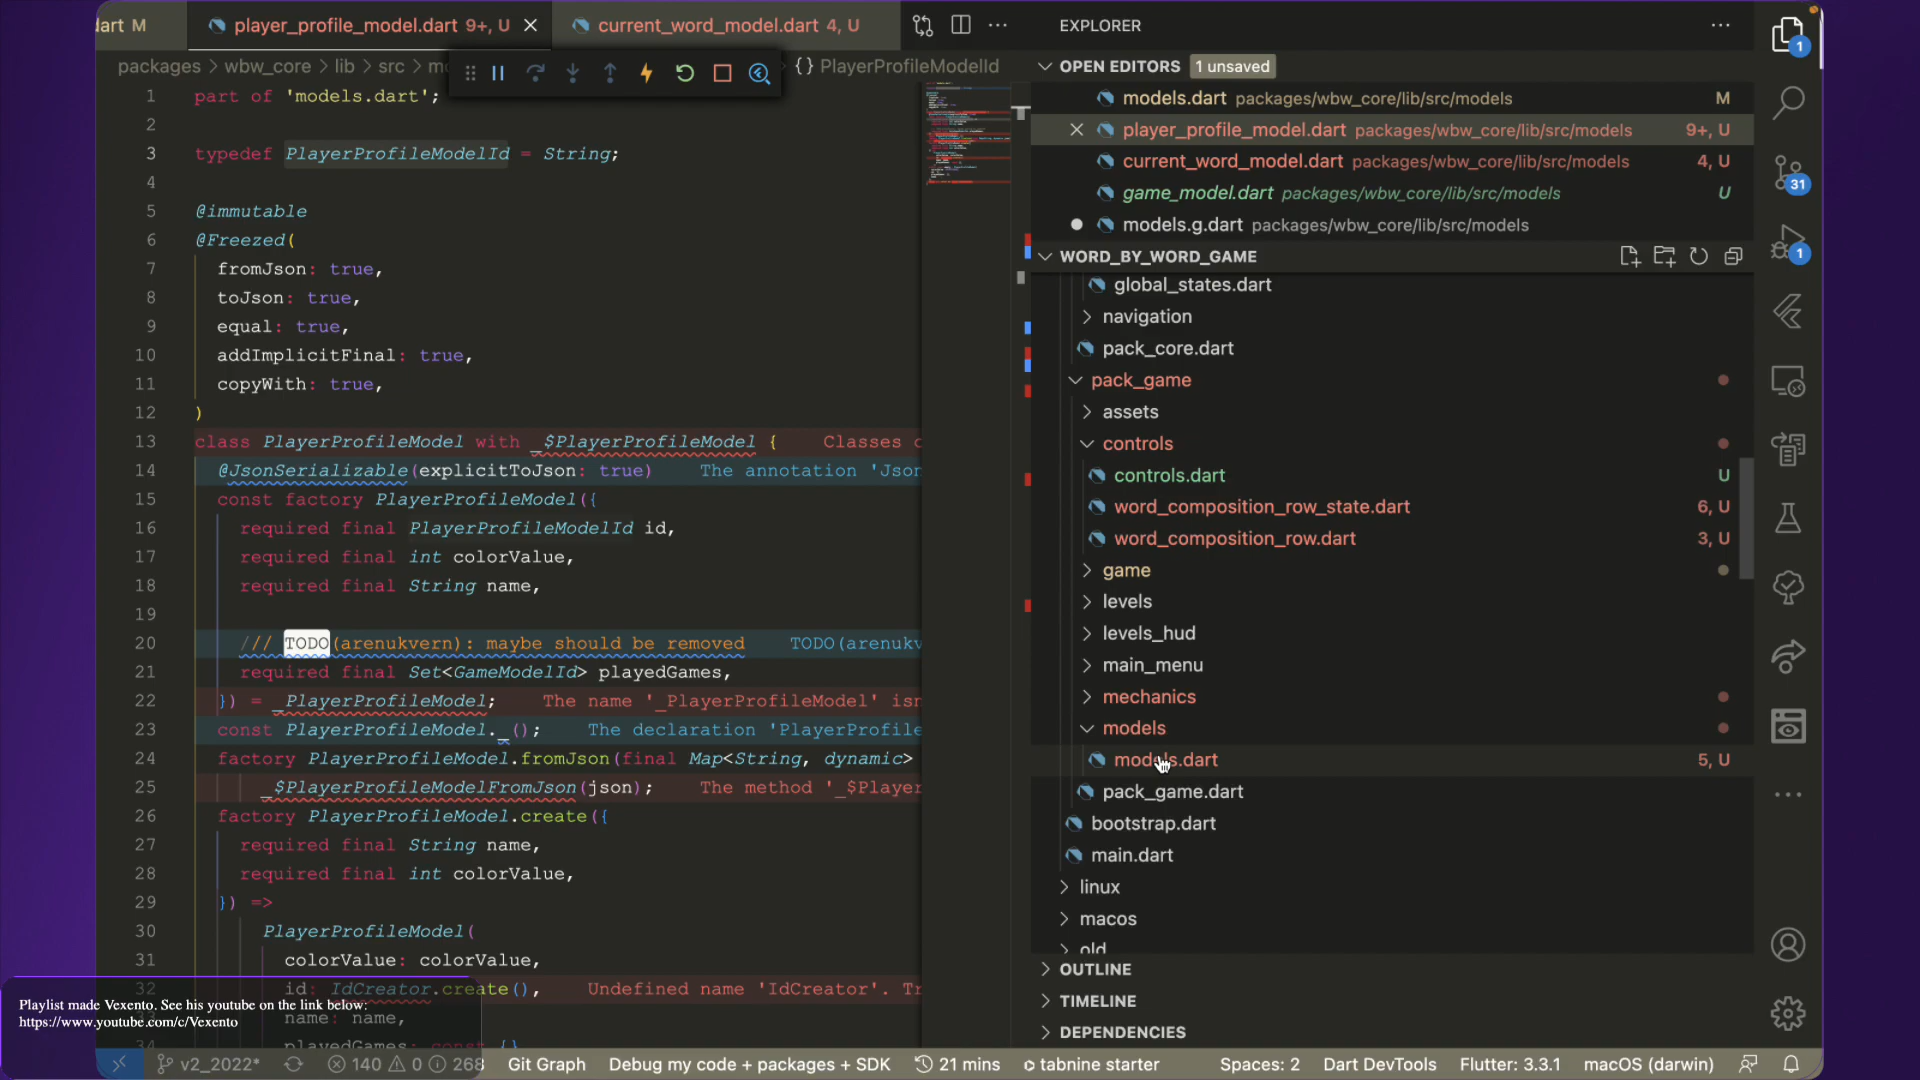 dart M
player_profile_model.dart 9+, U
current_word_model.dart 4, U
packages > wbw_core > lib > src >
{} PlayerProfileModelId
1 part of 'models.dart';
2
3 typedef PlayerProfileModelId = String;
4
5 @immutable
6 @Freezed(
7 fromJson: true,
8 toJson: true,
9 equal: true,
10 addImplicitFinal: true,
11 copyWith: true,
12 )
13 class PlayerProfileModel with _$PlayerProfileModel { Classes
14 @JsonSerializable(explicitToJson: true) The annotation 'Json
15 const factory PlayerProfileModel({
16 required final PlayerProfileModelId id,
17 required final int colorValue,
18 required final String name,
19
20 /// TODO(arenukvern): maybe should be removed TODO(arenukv
21 required final Set<GameModelId> playedGames,
22 }) = _PlayerProfileModel; The name '_PlayerProfileModel' isn
23 const PlayerProfileModel._(); The declaration 'PlayerProfile
24 factory PlayerProfileModel.fromJson(final Map<String, dynamic>
25 _$PlayerProfileModelFromJson(json); The method '_$Player
26 factory PlayerProfileModel.create({
27 required final String name,
28 required final int colorValue,
29 }) =>
30 PlayerProfileModel(
31 colorValue: colorValue,
32 id: IdCreator.create(), Undefined name 'IdCreator'. Tr
33 name: name,
34 playedGames: const {}
Playlist made Vexento. See his youtube on the link below:
https://www.youtube.com/c/Vexento
EXPLORER
OPEN EDITORS 1 unsaved
models.dart packages/wbw_core/lib/src/models M
player_profile_model.dart packages/wbw_core/lib/src/models 9+, U
current_word_model.dart packages/wbw_core/lib/src/models 4, U
game_model.dart packages/wbw_core/lib/src/models U
models.g.dart packages/wbw_core/lib/src/models
WORD_BY_WORD_GAME
global_states.dart
navigation
pack_core.dart
pack_game
assets
controls
controls.dart U
word_composition_row_state.dart 6, U
word_composition_row.dart 3, U
game
levels
levels_hud
main_menu
mechanics
models
models.dart 5, U
pack_game.dart
bootstrap.dart
main.dart
linux
macos
old
OUTLINE
TIMELINE
DEPENDENCIES
1
31
1
v2_2022* 140 0 268 Git Graph Debug my code + packages + SDK 21 mins tabnine starter Spaces: 2 Dart DevTools Flutter: 3.3.1 macOS (darwin)